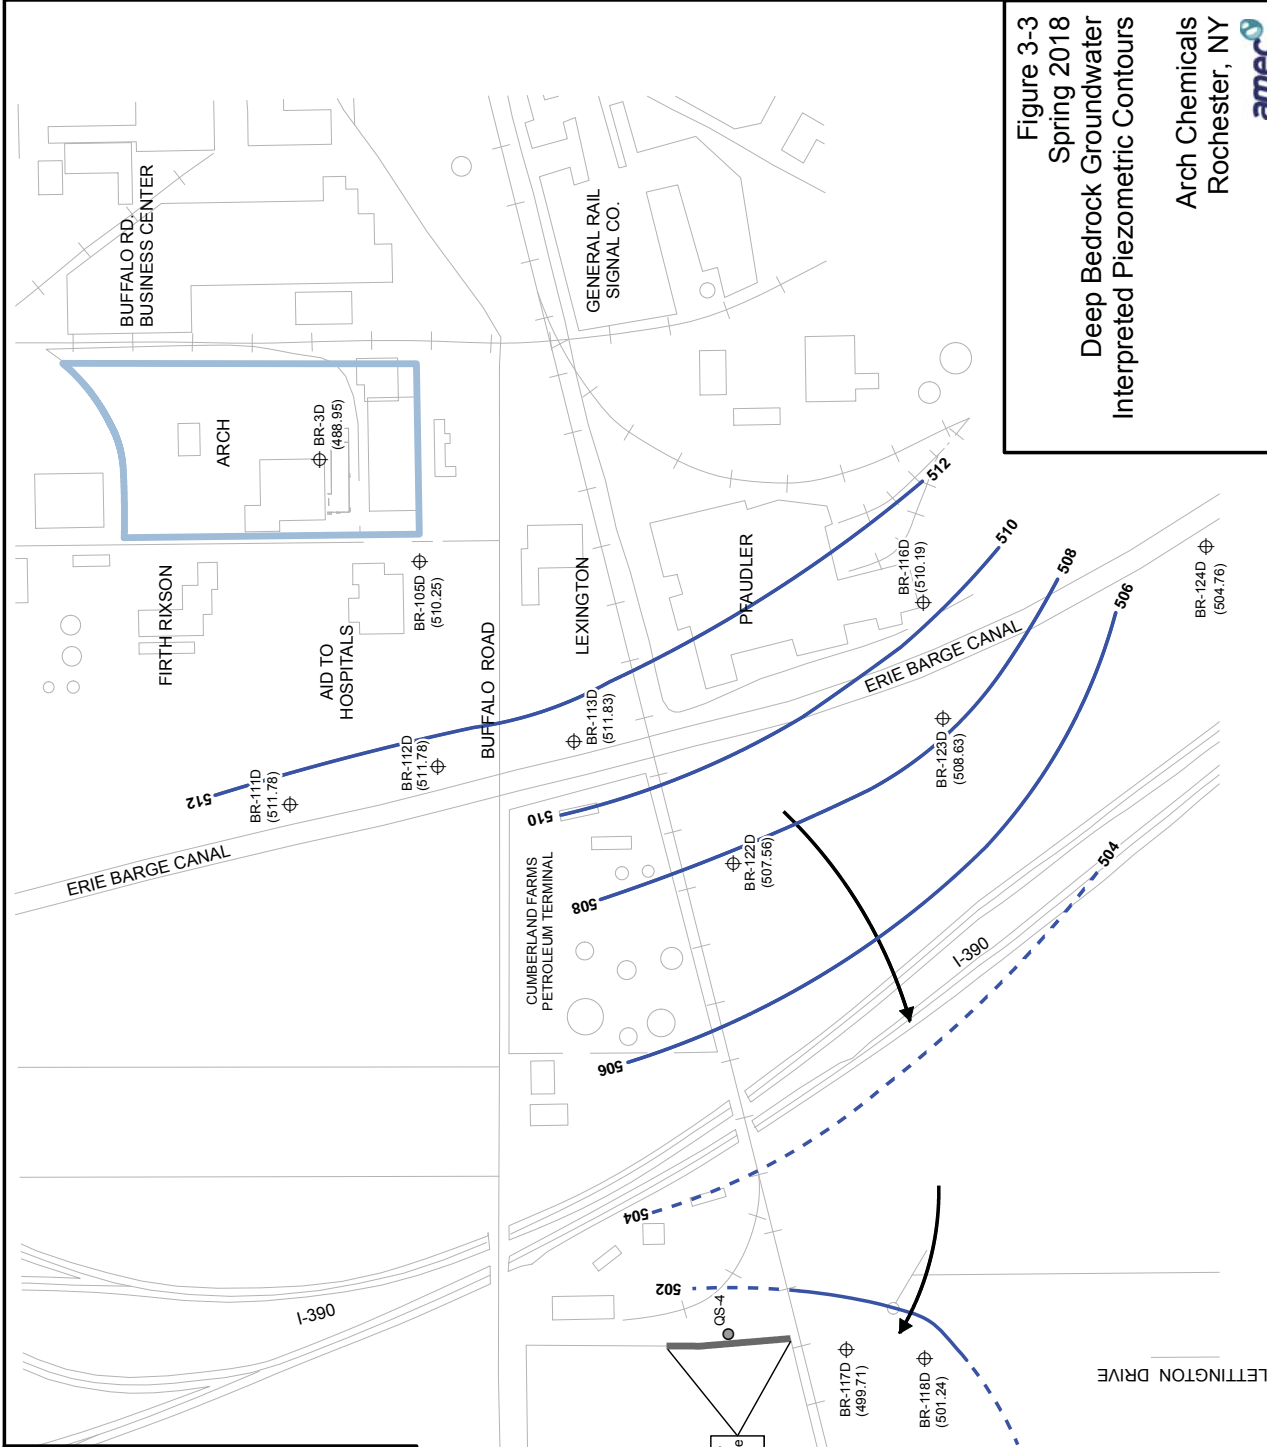 Figure 3-3
Spring 2018
Deep Bedrock Groundwater
Interpreted Piezometric Contours
Arch Chemicals
Rochester, NY
amec
BUFFALO RD.
BUSINESS CENTER
GENERAL RAIL
SIGNAL CO.
ARCH
BR-3D
(488.95)
FIRTH RIXSON
AID TO
HOSPITALS
BR-105D
(510.25)
BUFFALO ROAD
LEXINGTON
PFAUDLER
BR-116D
(510.19)
BR-124D
(504.76)
512
510
508
506
ERIE BARGE CANAL
BR-113D
(511.83)
BR-112D
(511.78)
BR-111D
(511.78)
512
ERIE BARGE CANAL
510
BR-123D
(508.63)
BR-122D
(507.56)
508
CUMBERLAND FARMS
PETROLEUM TERMINAL
504
I-390
506
504
502
QS-4
I-390
BR-117D
(499.71)
BR-118D
(501.24)
LETTINGTON DRIVE
e